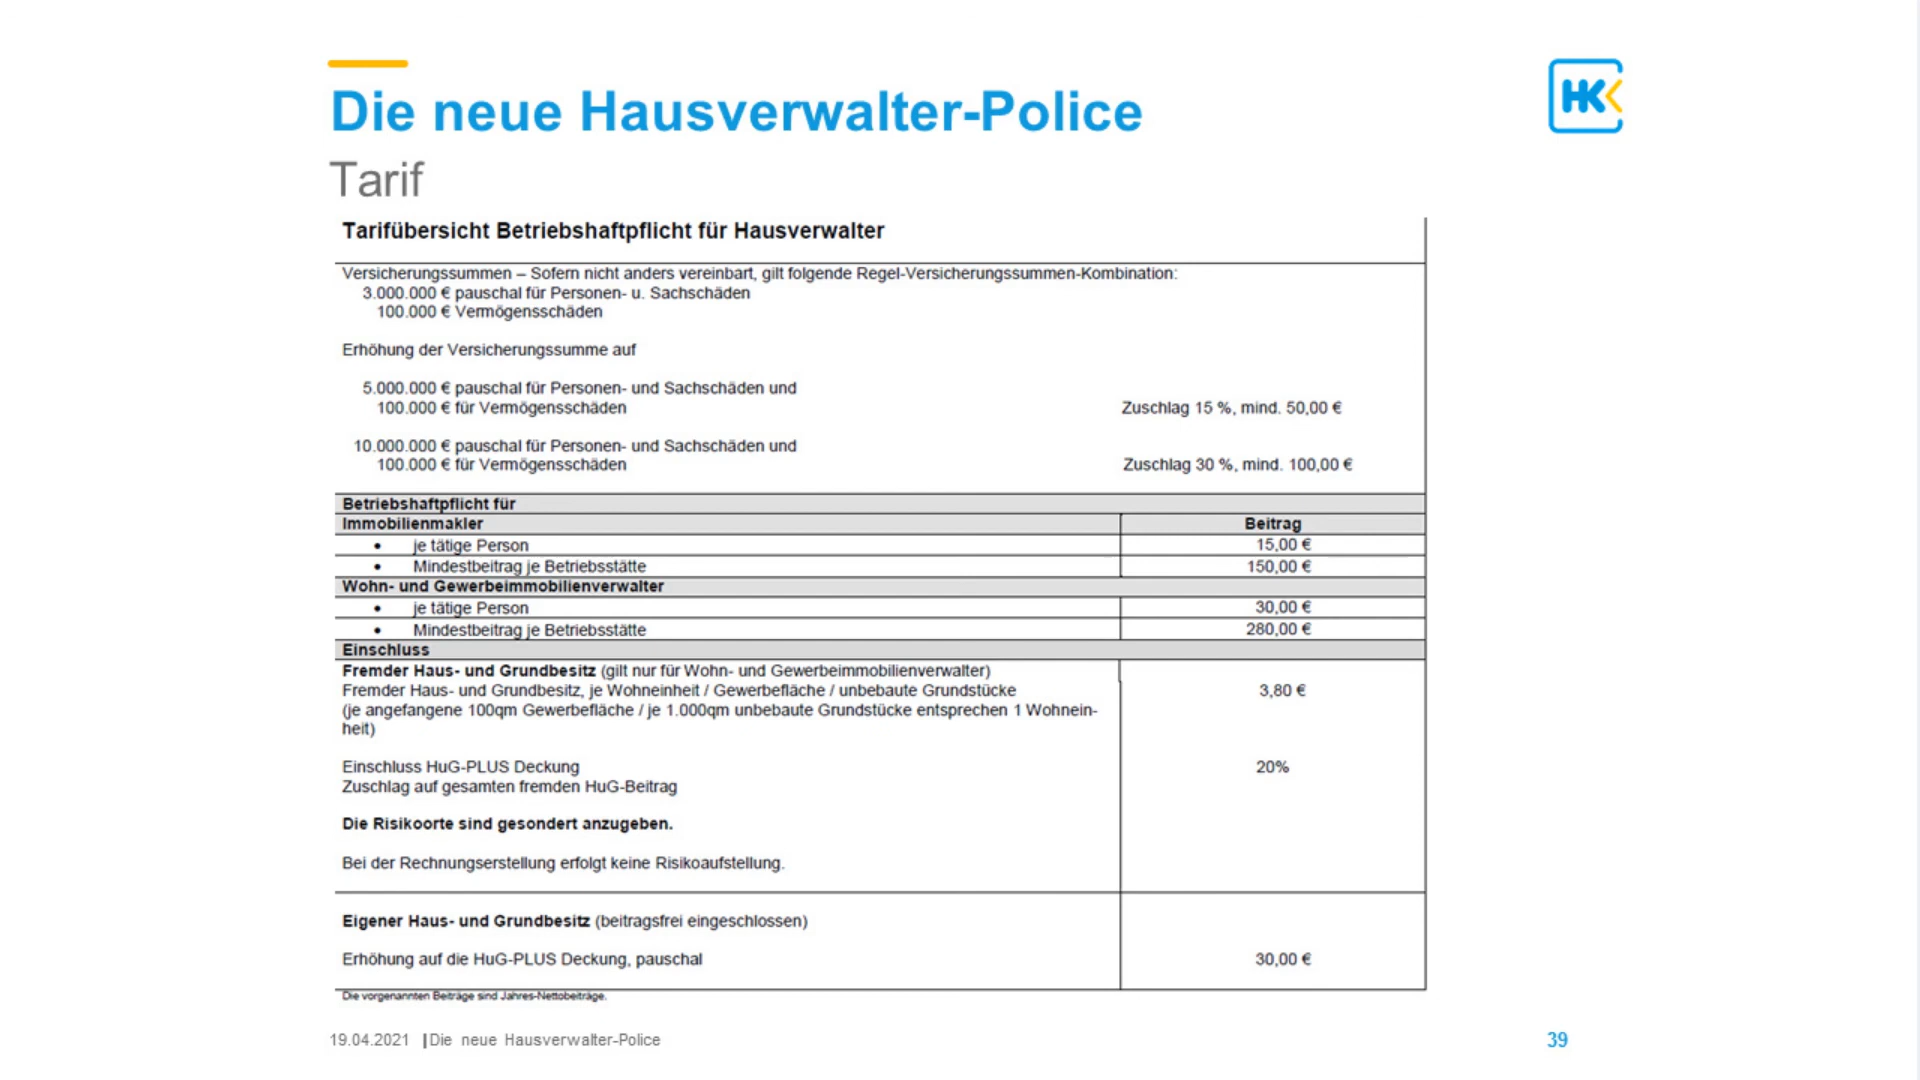 Die neue Hausverwalter-Police
HK
Tarif
Tarifübersicht Betriebshaftpflicht für Hausverwalter
Versicherungssummen – Sofern nicht anders vereinbart, gilt folgende Regel-Versicherungssummen-Kombination:
3.000.000 € pauschal für Personen- u. Sachschäden
100.000 € Vermögensschäden
Erhöhung der Versicherungssumme auf
5.000.000 € pauschal für Personen- und Sachschäden und
100.000 € für Vermögensschäden Zuschlag 15 %, mind. 50,00 €
10.000.000 € pauschal für Personen- und Sachschäden und
100.000 € für Vermögensschäden Zuschlag 30 %, mind. 100,00 €
Betriebshaftpflicht für
Immobilienmakler Beitrag
• je tätige Person 15,00 €
• Mindestbeitrag je Betriebsstätte 150,00 €
Wohn- und Gewerbeimmobilienverwalter
• je tätige Person 30,00 €
• Mindestbeitrag je Betriebsstätte 280,00 €
Einschluss
Fremder Haus- und Grundbesitz (gilt nur für Wohn- und Gewerbeimmobilienverwalter)
Fremder Haus- und Grundbesitz, je Wohneinheit / Gewerbefläche / unbebaute Grundstücke 3,80 €
(je angefangene 100qm Gewerbefläche / je 1.000qm unbebaute Grundstücke entsprechen 1 Wohnein-
heit)
Einschluss HuG-PLUS Deckung 20%
Zuschlag auf gesamten fremden HuG-Beitrag
Die Risikoorte sind gesondert anzugeben.
Bei der Rechnungserstellung erfolgt keine Risikoaufstellung.
Eigener Haus- und Grundbesitz (beitragsfrei eingeschlossen)
Erhöhung auf die HuG-PLUS Deckung, pauschal 30,00 €
Die vorgenannten Beiträge sind Jahres-Nettobeiträge.
19.04.2021 |Die neue Hausverwalter-Police 39